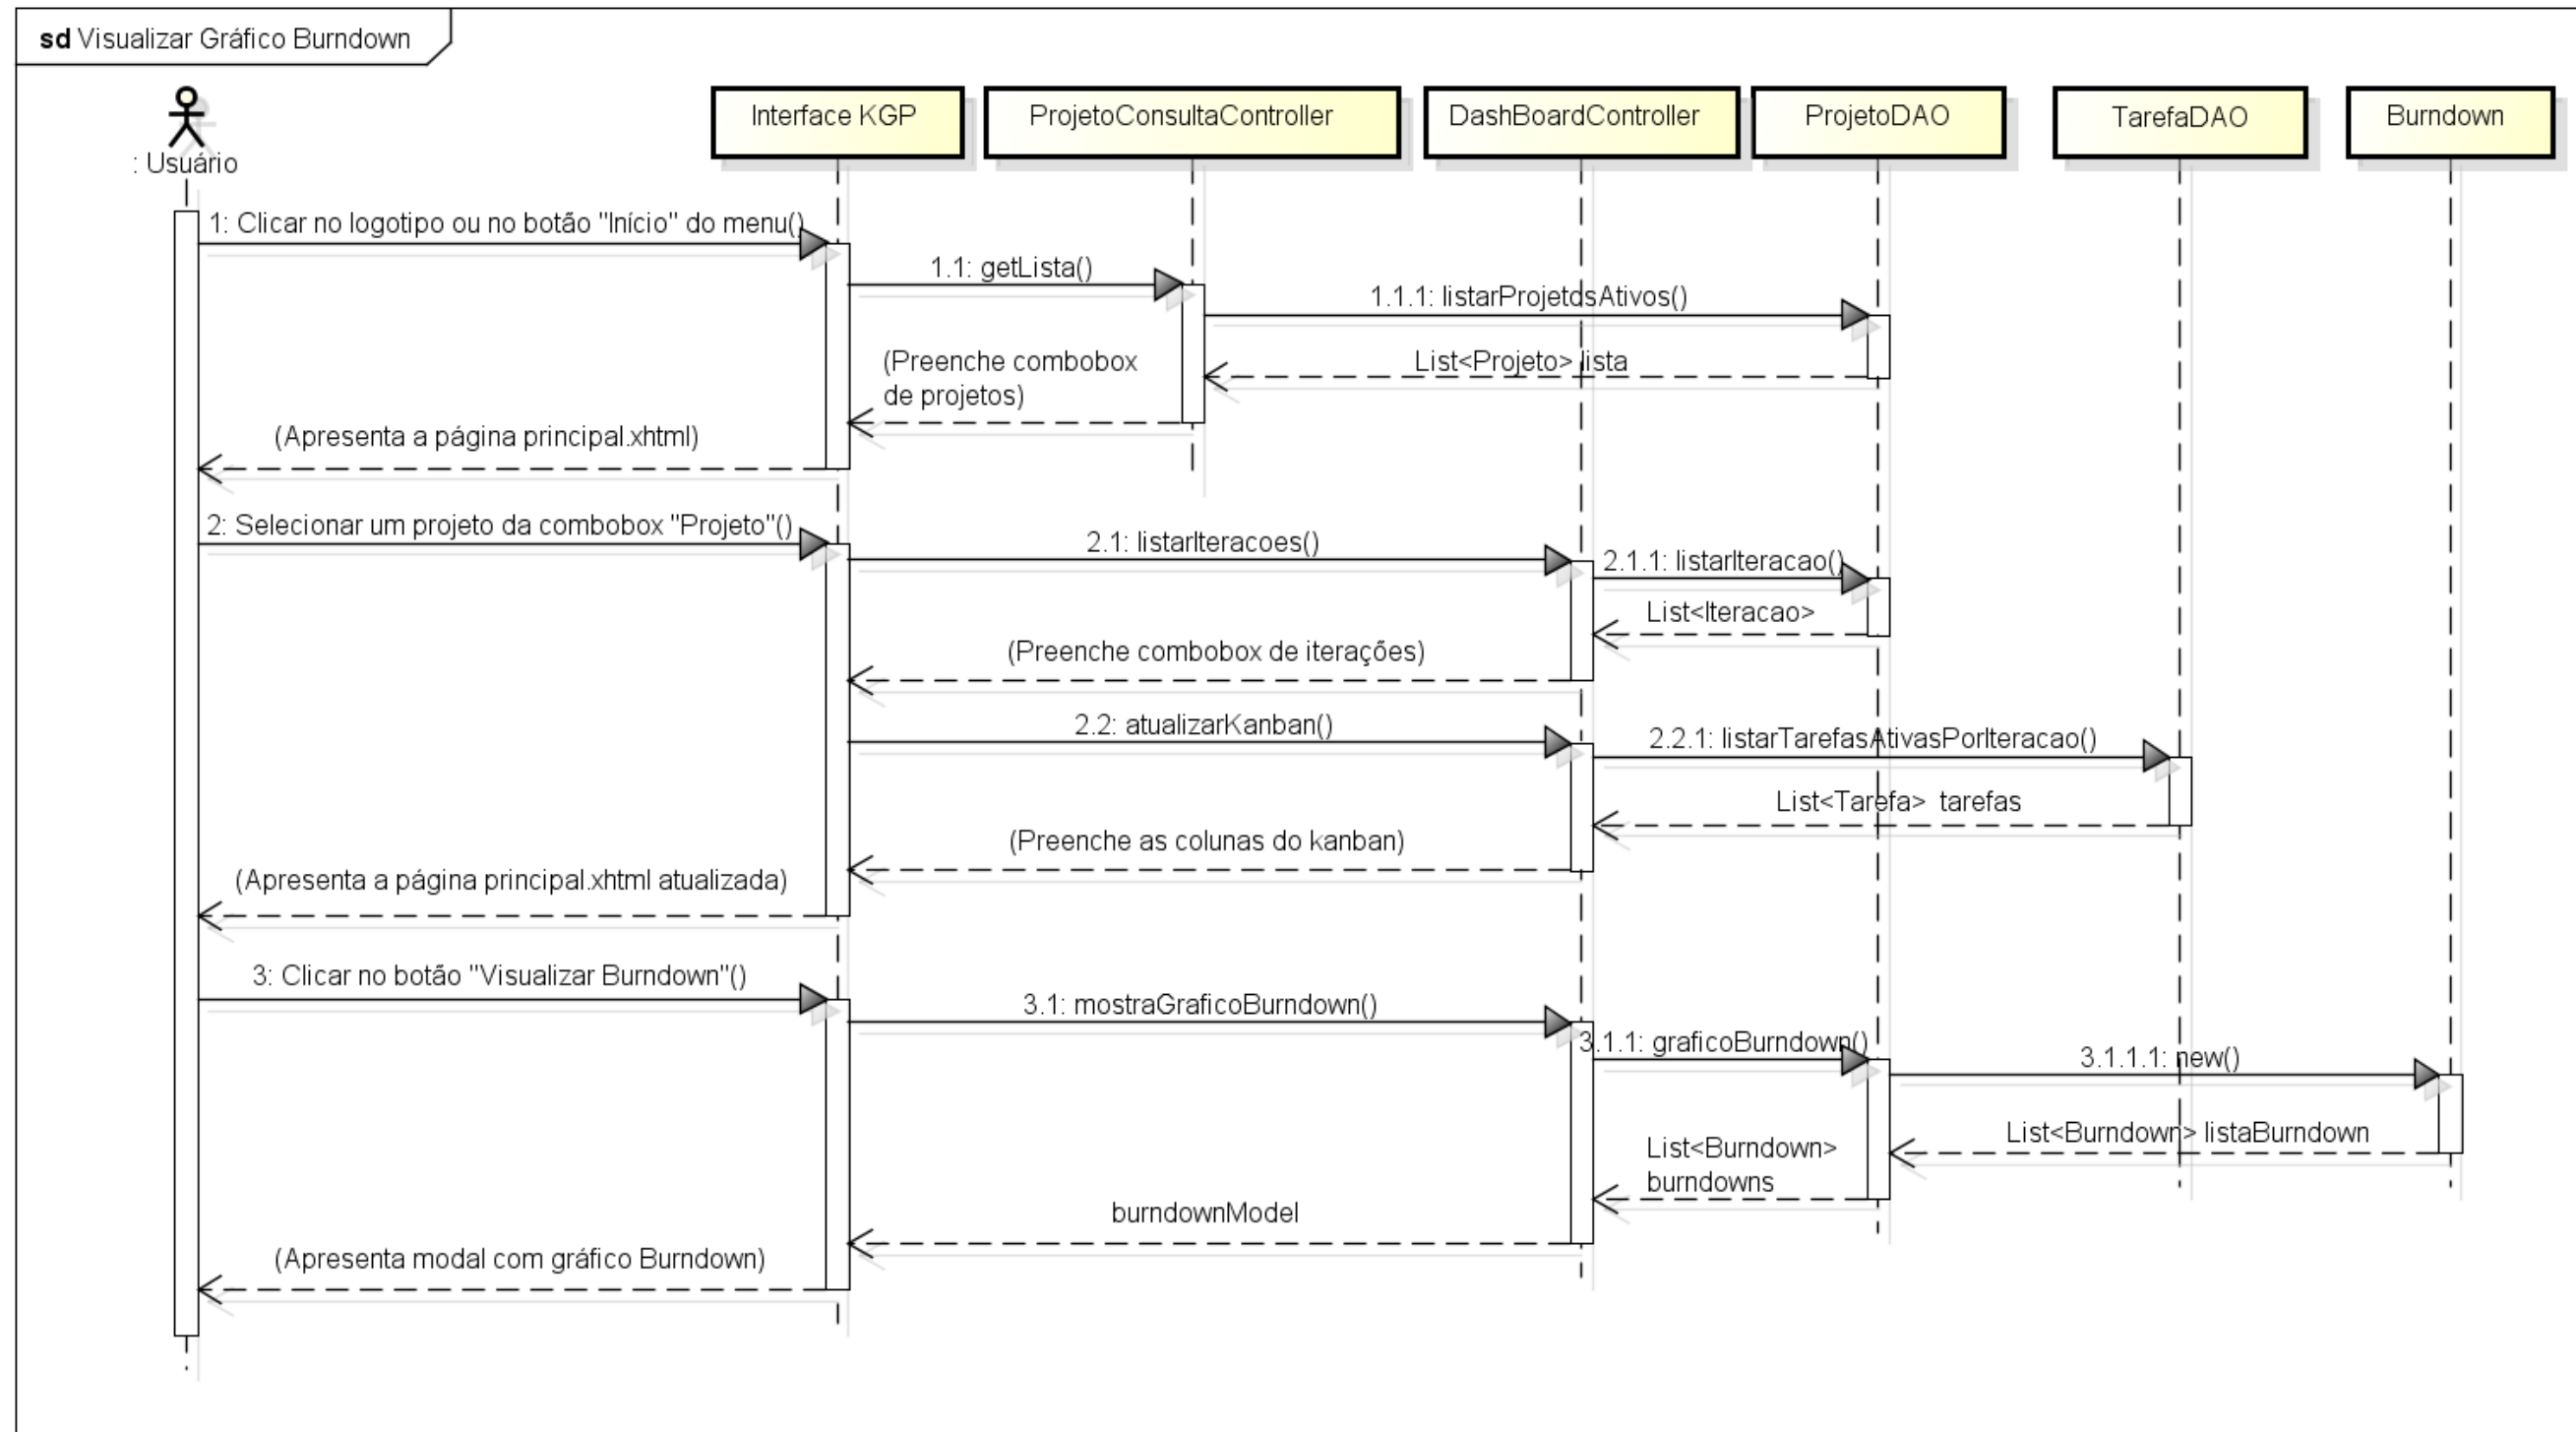 sd Visualizar Gráfico Burndown
: Usuário
Interface KGP
ProjetoConsultaController
DashBoardController
ProjetoDAO
TarefaDAO
Burndown
1: Clicar no logotipo ou no botão "Início" do menu()
1.1: getLista()
1.1.1: listarProjetosAtivos()
List<Projeto> lista
(Preenche combobox
de projetos)
(Apresenta a página principal.xhtml)
2: Selecionar um projeto da combobox "Projeto"()
2.1: listarIteracoes()
2.1.1: listarIteracao()
List<Iteracao>
(Preenche combobox de iterações)
2.2: atualizarKanban()
2.2.1: listarTarefasAtivasPorIteracao()
List<Tarefa> tarefas
(Preenche as colunas do kanban)
(Apresenta a página principal.xhtml atualizada)
3: Clicar no botão "Visualizar Burndown"()
3.1: mostraGraficoBurndown()
3.1.1: graficoBurndown()
3.1.1.1: new()
List<Burndown> listaBurndown
List<Burndown>
burndowns
burndownModel
(Apresenta modal com gráfico Burndown)